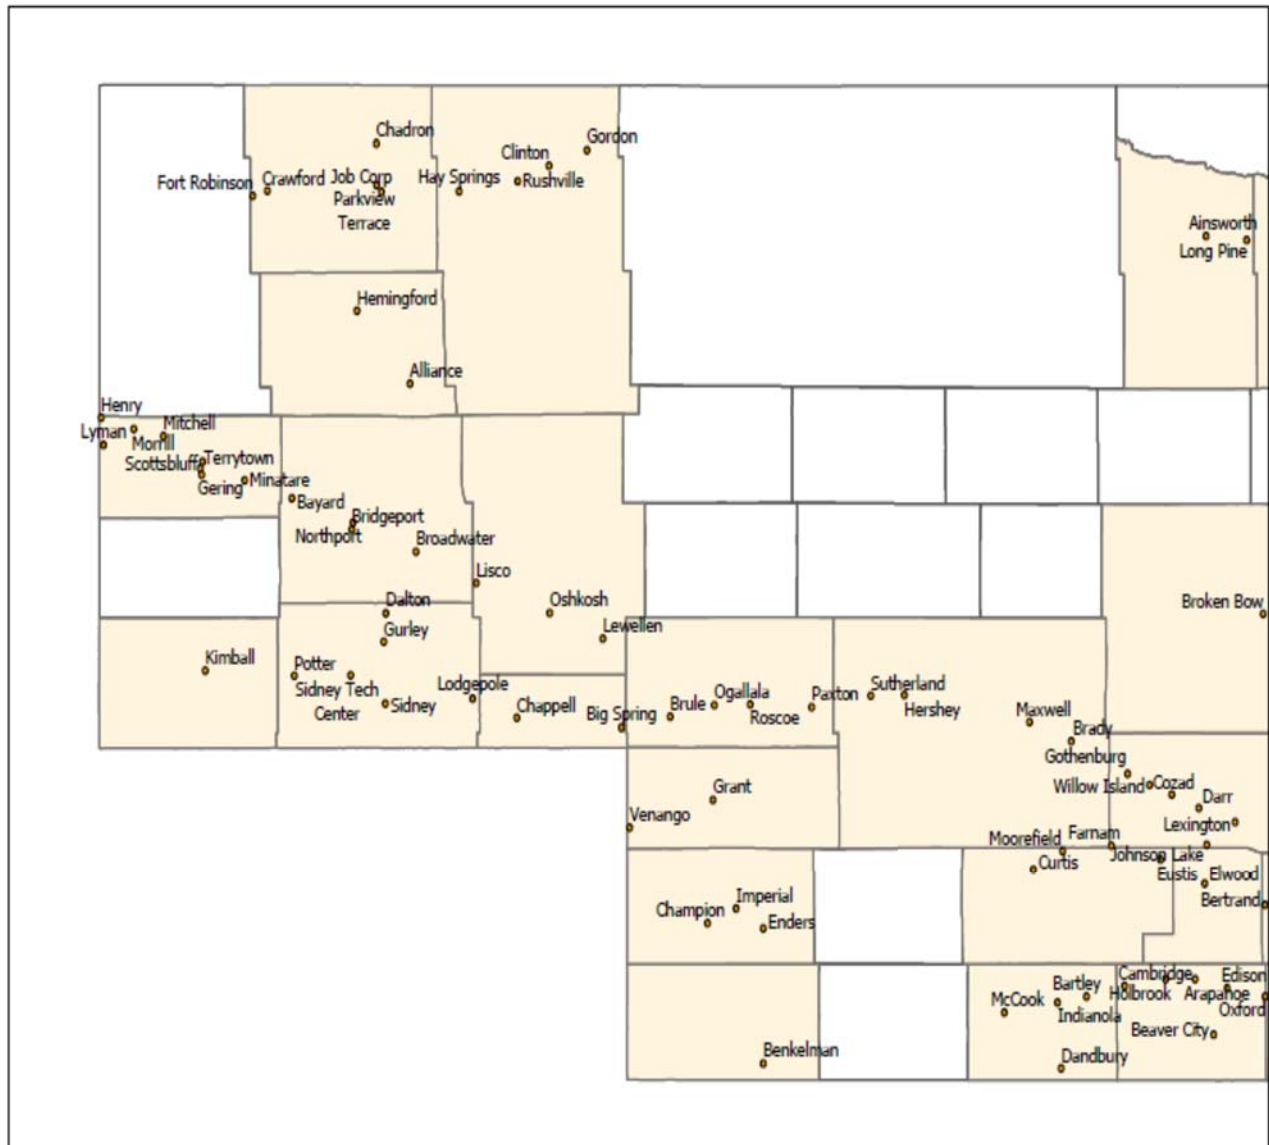 Chadron
Gordon
Clinton
Fort Robinson
Crawford
Job Corp
Hay Springs
Rushville
Parkview
Terrace
Ainsworth
Long Pine
Hemingford
Alliance
Henry
Lyman
Morrill
Mitchell
Scottsbluff
Terrytown
Gering
Minatare
Bayard
Bridgeport
Northport
Broadwater
Lisco
Dalton
Oshkosh
Broken Bow
Gurley
Lewellen
Kimball
Potter
Sidney Tech
Center
Sidney
Lodgepole
Chappell
Big Spring
Brule
Ogallala
Roscoe
Paxton
Sutherland
Hershey
Maxwell
Brady
Gothenburg
Willow Island
Cozad
Darr
Lexington
Grant
Venango
Moorefield
Farnam
Johnson Lake
Curtis
Eustis
Elwood
Bertrand
Imperial
Champion
Enders
Cambridge
Edison
Bartley
Holbrook
Arapahoe
McCook
Indianola
Oxford
Beaver City
Benkelman
Dandbury